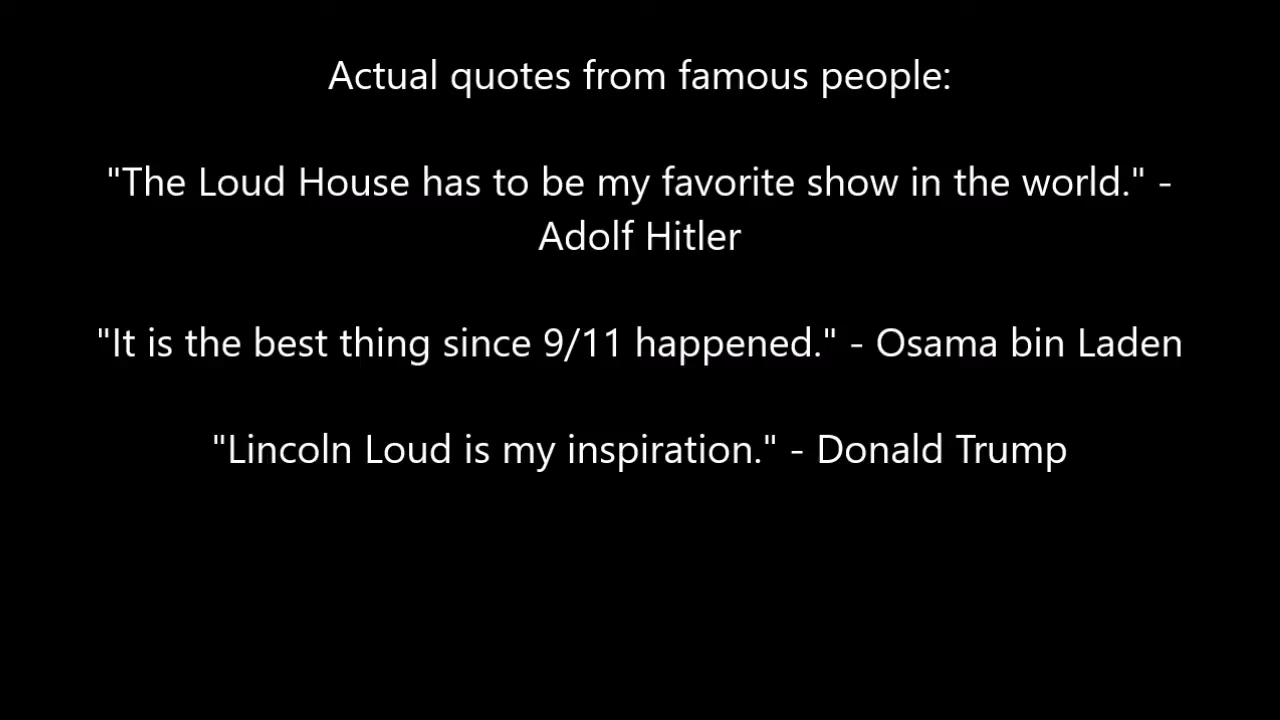 Actual quotes from famous people:
"The Loud House has to be my favorite show in the world." -
Adolf Hitler
"It is the best thing since 9/11 happened." - Osama bin Laden
"Lincoln Loud is my inspiration." - Donald Trump